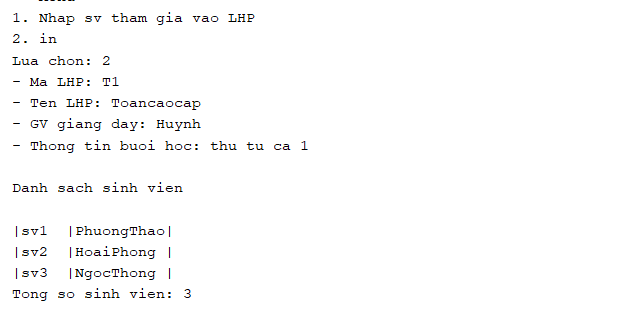 1. Nhap sv tham gia vao LHP
2. in
Lua chon: 2
- Ma LHP: T1
- Ten LHP: Toancaocap
- GV giang day: Huynh
- Thong tin buoi hoc: thu tu ca 1
Danh sach sinh vien
|sv1  |PhuongThao|
|sv2  |HoaiPhong |
|sv3  |NgocThong |
Tong so sinh vien: 3